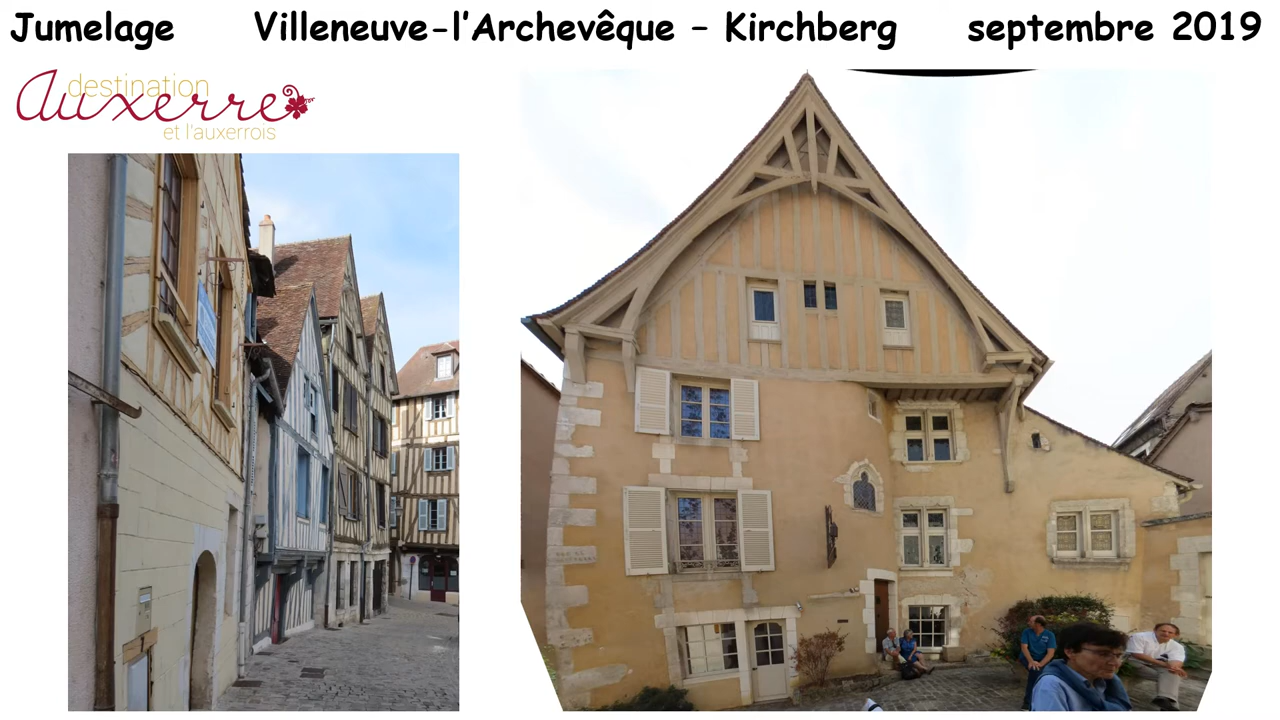 Jumelage Villeneuve-l’Archevêque – Kirchberg septembre 2019
destination
auxerre
et l'auxerrois